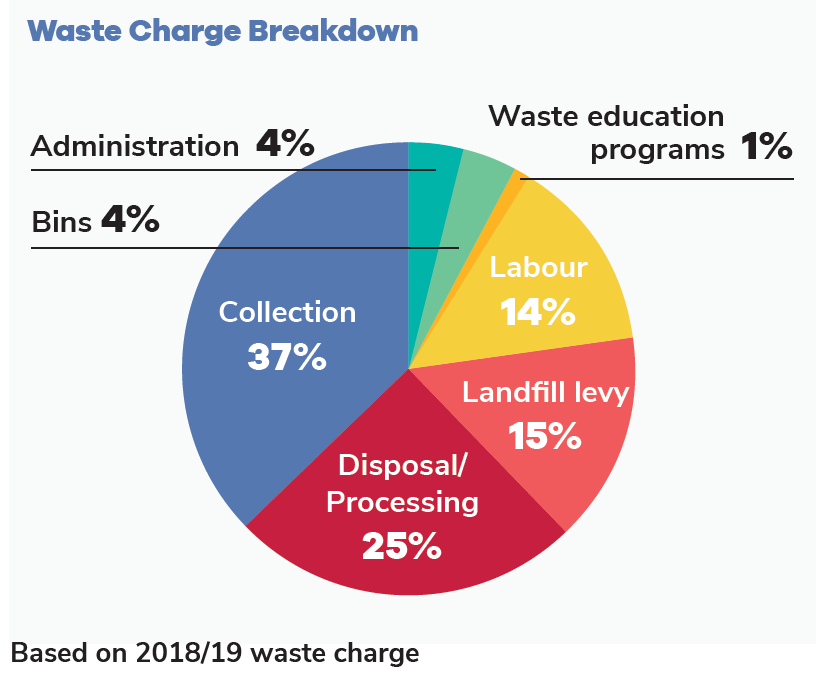 Waste Charge Breakdown
Administration 4%
Waste education
programs 1%
Bins 4%
Labour
14%
Collection
37%
Landfill levy
15%
Disposal/
Processing
25%
Based on 2018/19 waste charge